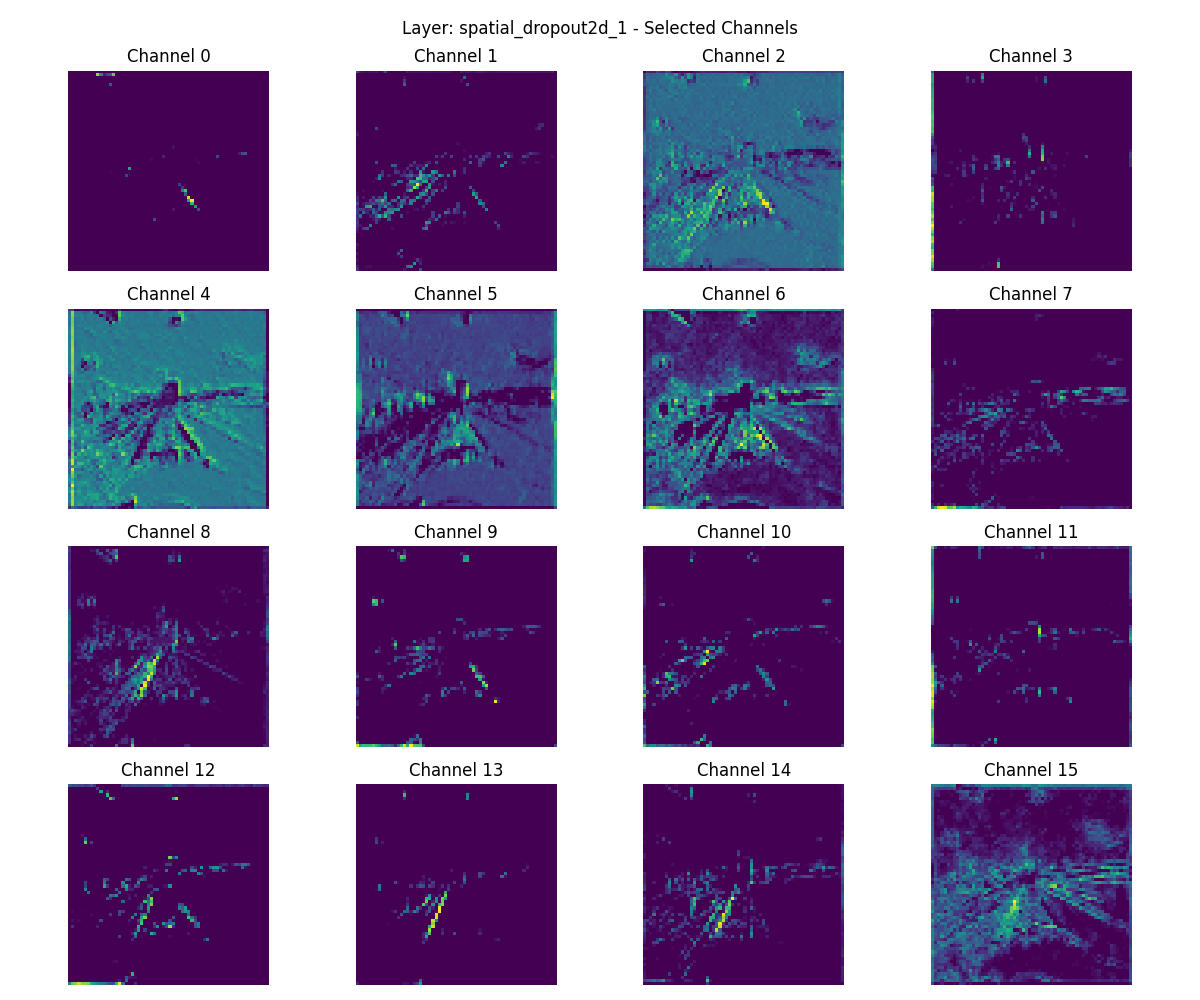 Layer: spatial_dropout2d_1 - Selected Channels
Channel 0
Channel 1
Channel 2
Channel 3
Channel 4
Channel 5
Channel 6
Channel 7
Channel 8
Channel 9
Channel 10
Channel 11
Channel 12
Channel 13
Channel 14
Channel 15